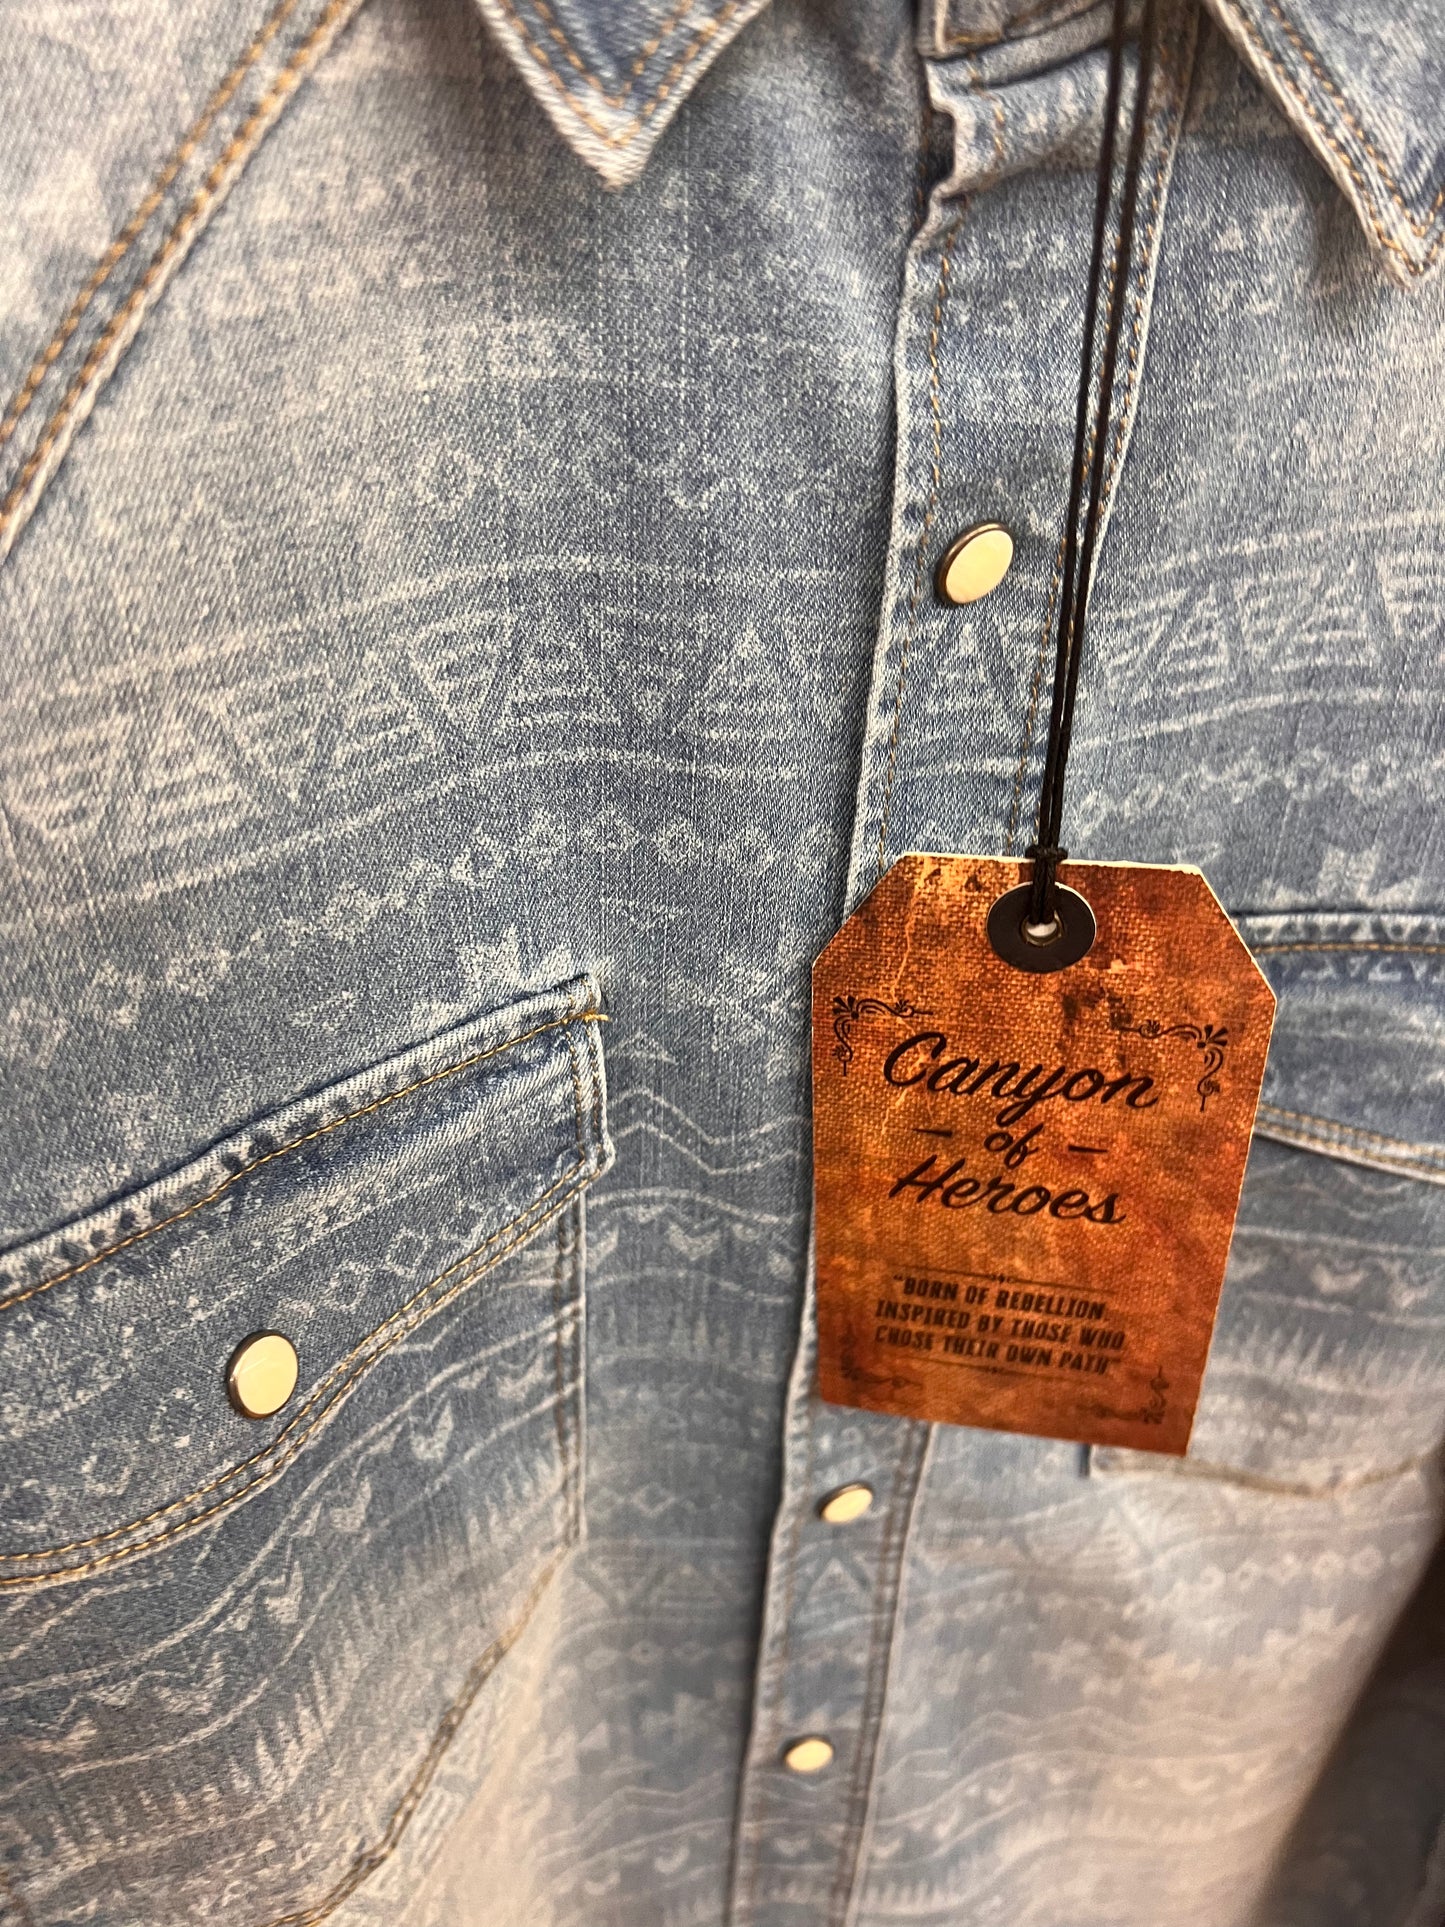 Canyon
of
Heroes
"BORN OF REBELLION,
INSPIRED BY THOSE WHO
CHOSE THEIR OWN PATH"